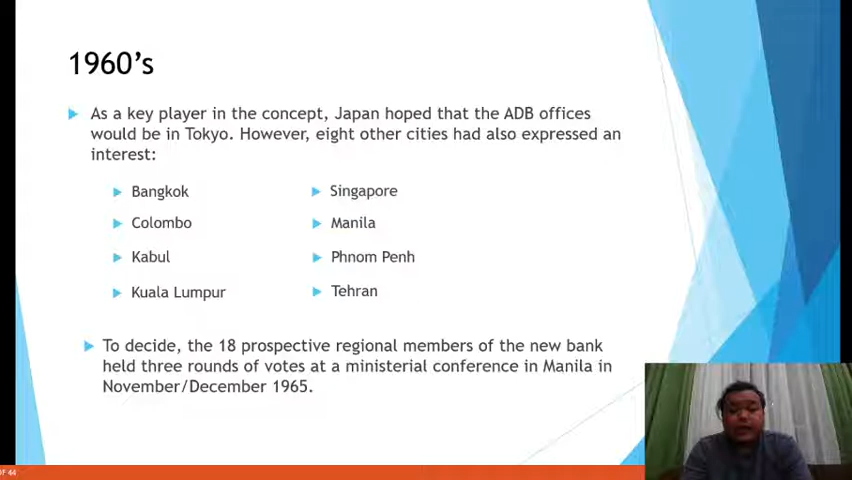 1960’s
As a key player in the concept, Japan hoped that the ADB offices
would be in Tokyo. However, eight other cities had also expressed an
interest:
Bangkok
Singapore
Colombo
Manila
Kabul
Phnom Penh
Kuala Lumpur
Tehran
To decide, the 18 prospective regional members of the new bank
held three rounds of votes at a ministerial conference in Manila in
November/December 1965.
OF 44